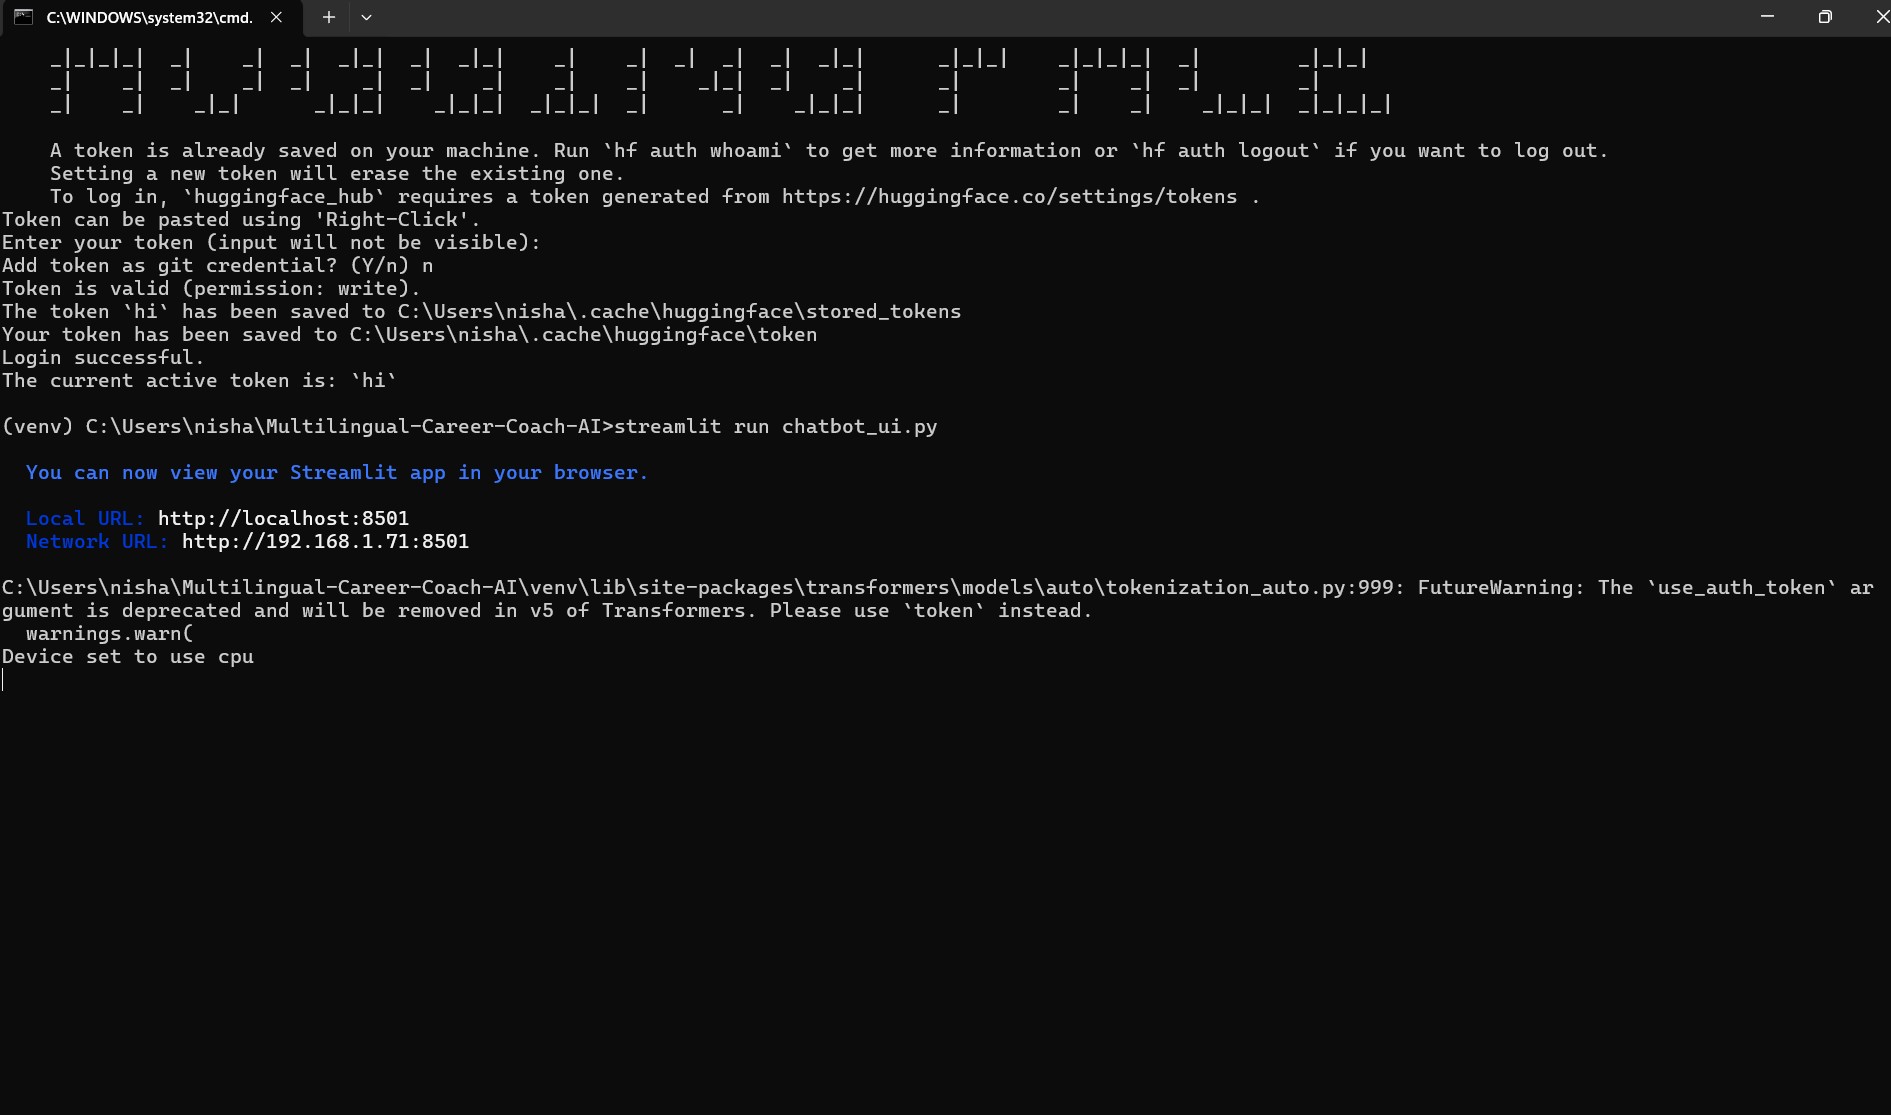 C:\WINDOWS\system32\cmd.
A token is already saved on your machine. Run `hf auth whoami` to get more information or `hf auth logout` if you want to log out.
Setting a new token will erase the existing one.
To log in, `huggingface_hub` requires a token generated from https://huggingface.co/settings/tokens .
Token can be pasted using 'Right-Click'.
Enter your token (input will not be visible):
Add token as git credential? (Y/n) n
Token is valid (permission: write).
The token `hi` has been saved to C:\Users\nisha\.cache\huggingface\stored_tokens
Your token has been saved to C:\Users\nisha\.cache\huggingface\token
Login successful.
The current active token is: `hi`
(venv) C:\Users\nisha\Multilingual-Career-Coach-AI>streamlit run chatbot_ui.py
You can now view your Streamlit app in your browser.
Local URL: http://localhost:8501
Network URL: http://192.168.1.71:8501
C:\Users\nisha\Multilingual-Career-Coach-AI\venv\lib\site-packages\transformers\models\auto\tokenization_auto.py:999: FutureWarning: The `use_auth_token` ar
gument is deprecated and will be removed in v5 of Transformers. Please use `token` instead.
warnings.warn(
Device set to use cpu